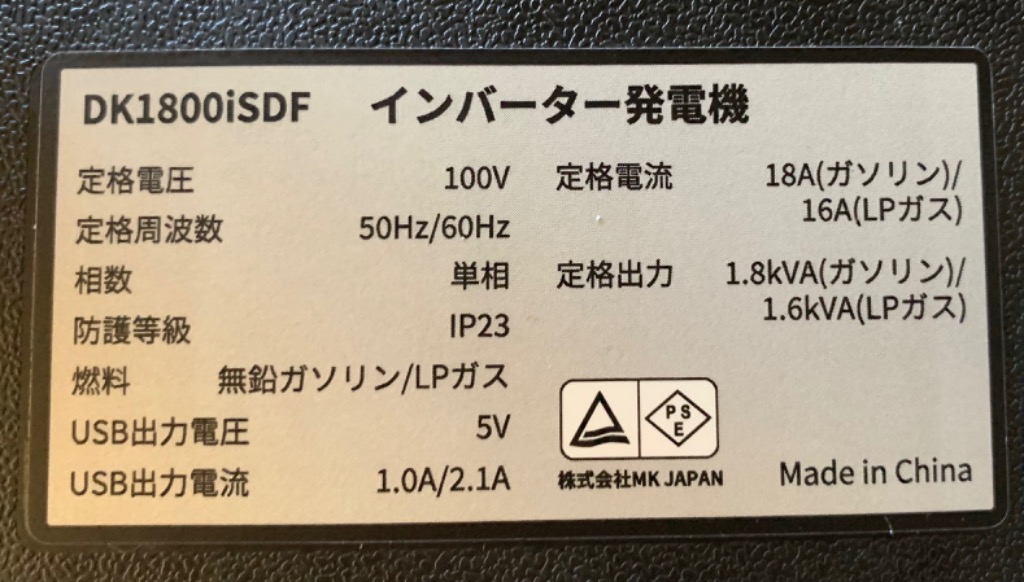 DK1800iSDF インバーター発電機
定格電圧 100V
定格周波数 50Hz/60Hz
相数 単相
防護等級 IP23
燃料 無鉛ガソリン/LPガス
USB出力電圧 5V
USB出力電流 1.0A/2.1A
定格電流 18A(ガソリン)/
16A(LPガス)
定格出力 1.8kVA(ガソリン)/
1.6kVA(LPガス)
PS
E
株式会社MK JAPAN
Made in China